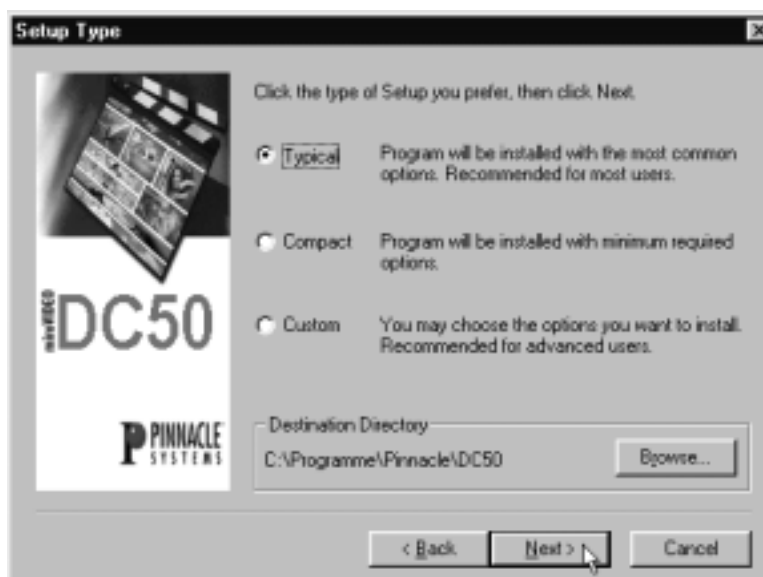 Setup Type
Click the type of Setup you prefer, then click Next.
Typical
Program will be installed with the most common
options. Recommended for most users.
Compact
Program will be installed with minimum required
options.
Custom
You may choose the options you want to install.
Recommended for advanced users.
miroVIDEO
DC50
PINNACLE
SYSTEMS
Destination Directory
C:\Programme\Pinnacle\DC50
Browse...
< Back
Next >
Cancel